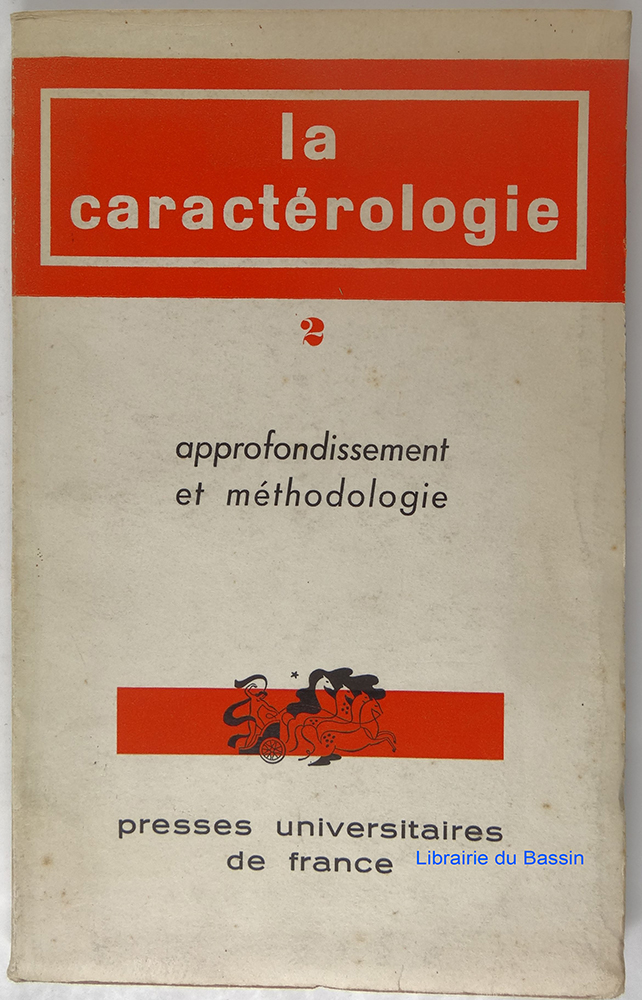 la
caractérologie
2
approfondissement
et méthodologie
presses universitaires
de france
Librairie du Bassin